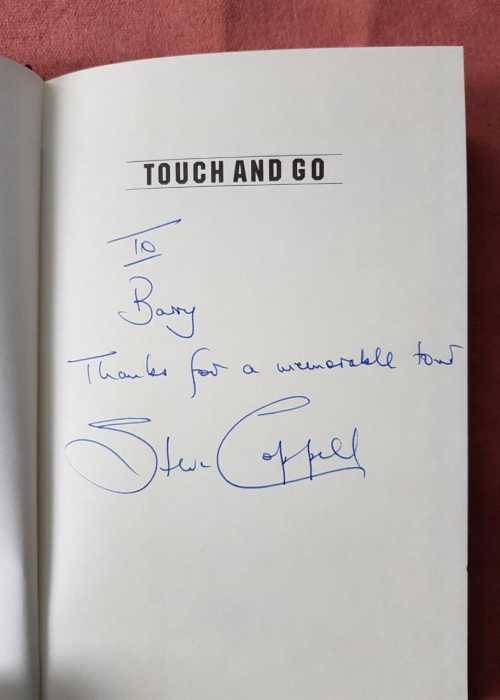 TOUCH AND GO
To
Barry
Thanks for a memorable tour
Steve Coppell